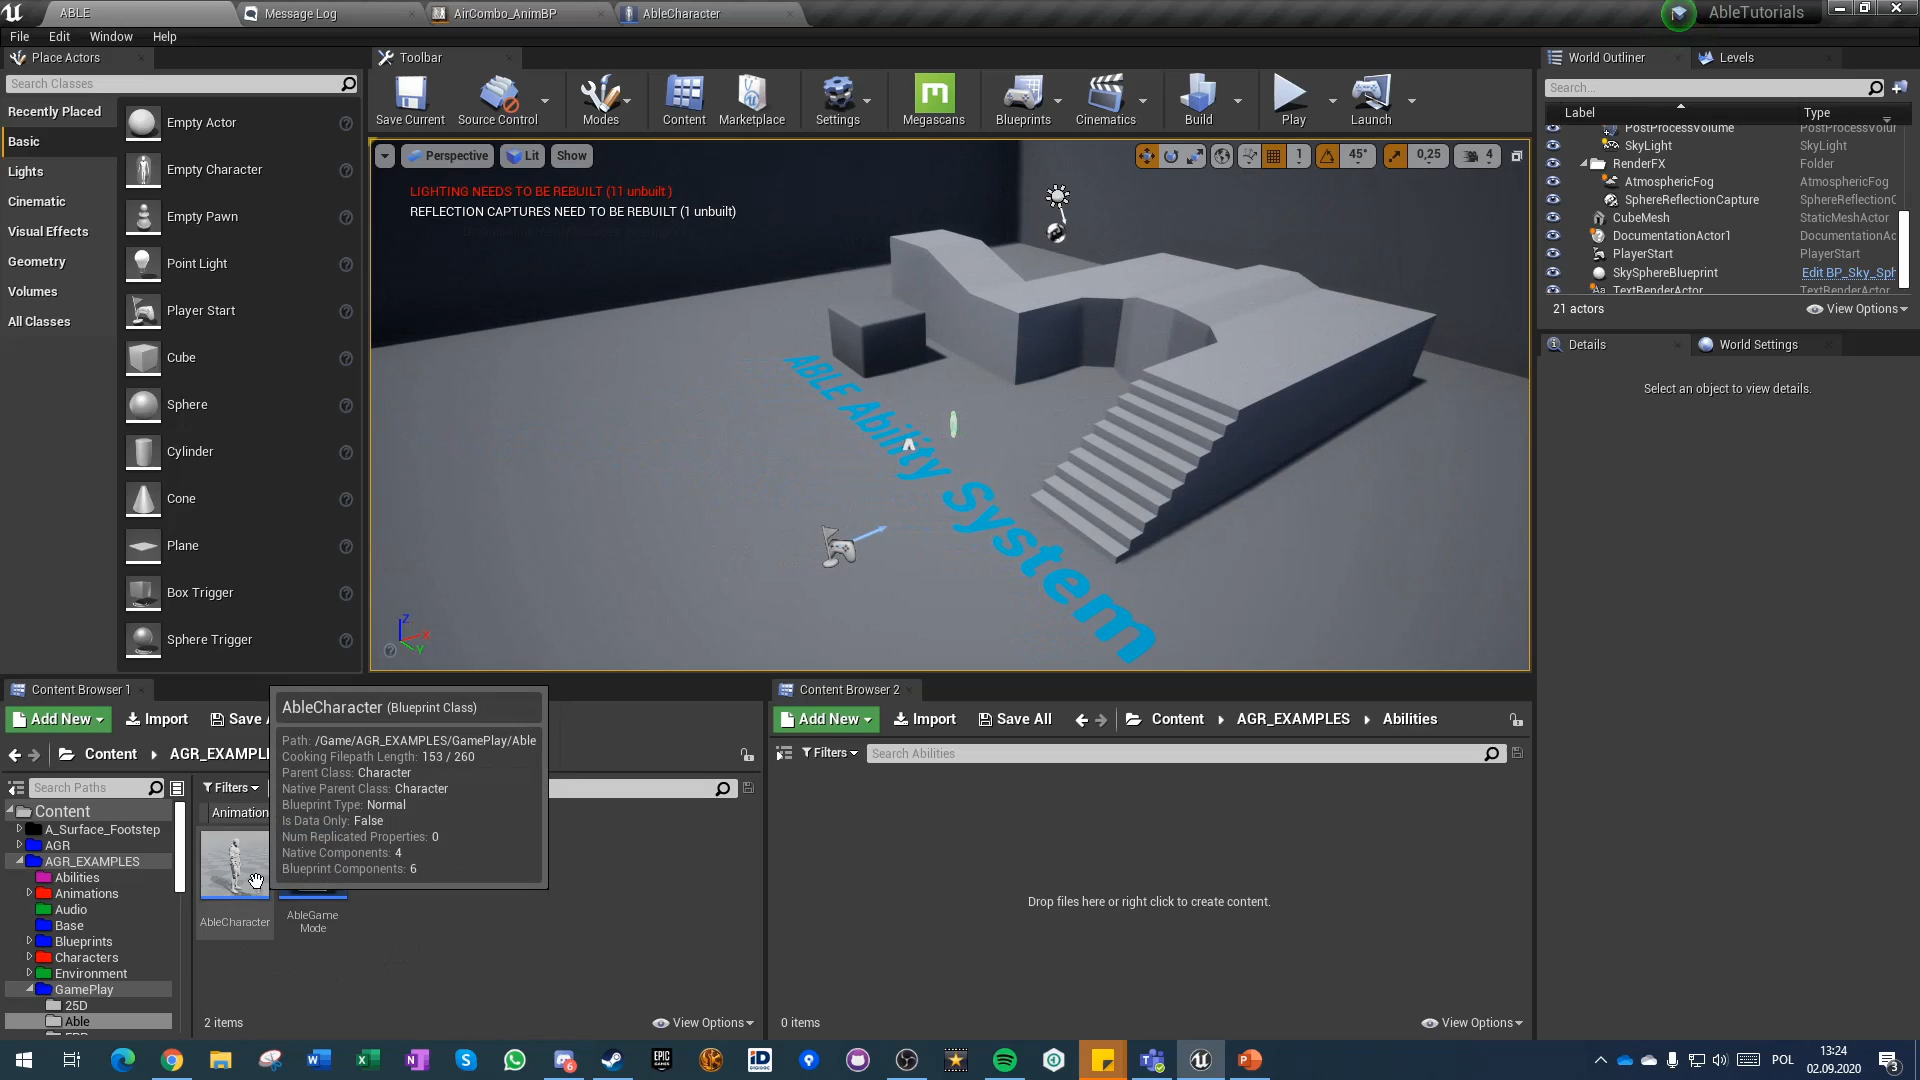 ABLE
Message Log
AirCombo_AnimBP
AbleCharacter
AbleTutorials
File
Edit
Window
Help
Place Actors
Search Classes
Recently Placed
Basic
Lights
Cinematic
Visual Effects
Geometry
Volumes
All Classes
Empty Actor
Empty Character
Empty Pawn
Point Light
Player Start
Cube
Sphere
Cylinder
Cone
Plane
Box Trigger
Sphere Trigger
Toolbar
Save Current
Source Control
Modes
Content
Marketplace
Settings
Megascans
Blueprints
Cinematics
Build
Play
Launch
Perspective
Lit
Show
1
45°
0,25
4
LIGHTING NEEDS TO BE REBUILT (11 unbuilt )
REFLECTION CAPTURES NEED TO BE REBUILT (1 unbuilt)
ABLE Ability System
Z
X
Y
World Outliner
Levels
Search...
Label
Type
PostProcessVolume PostProcessVolur
SkyLight SkyLight
RenderFX Folder
AtmosphericFog AtmosphericFog
SphereReflectionCapture SphereReflectionC
CubeMesh StaticMeshActor
DocumentationActor1 DocumentationAc
PlayerStart PlayerStart
SkySphereBlueprint Edit BP_Sky_Sph
TextRenderActor TextRenderActor
21 actors
View Options
Details
World Settings
Select an object to view details.
Content Browser 1
Add New
Import
Save A
Content
AGR_EXAMPL
Search Paths
Filters
Animation
Content
A_Surface_Footstep
AGR
AGR_EXAMPLES
Abilities
Animations
Audio
Base
Blueprints
Characters
Environment
GamePlay
25D
Able
AbleCharacter
AbleGame
Mode
2 items
View Options
AbleCharacter (Blueprint Class)
Path: /Game/AGR_EXAMPLES/GamePlay/Able
Cooking Filepath Length: 153 / 260
Parent Class: Character
Native Parent Class: Character
Blueprint Type: Normal
Is Data Only: False
Num Replicated Properties: 0
Native Components: 4
Blueprint Components: 6
Content Browser 2
Add New
Import
Save All
Content
AGR_EXAMPLES
Abilities
Filters
Search Abilities
Drop files here or right click to create content.
0 items
View Options
POL
13:24
02.09.2020
3